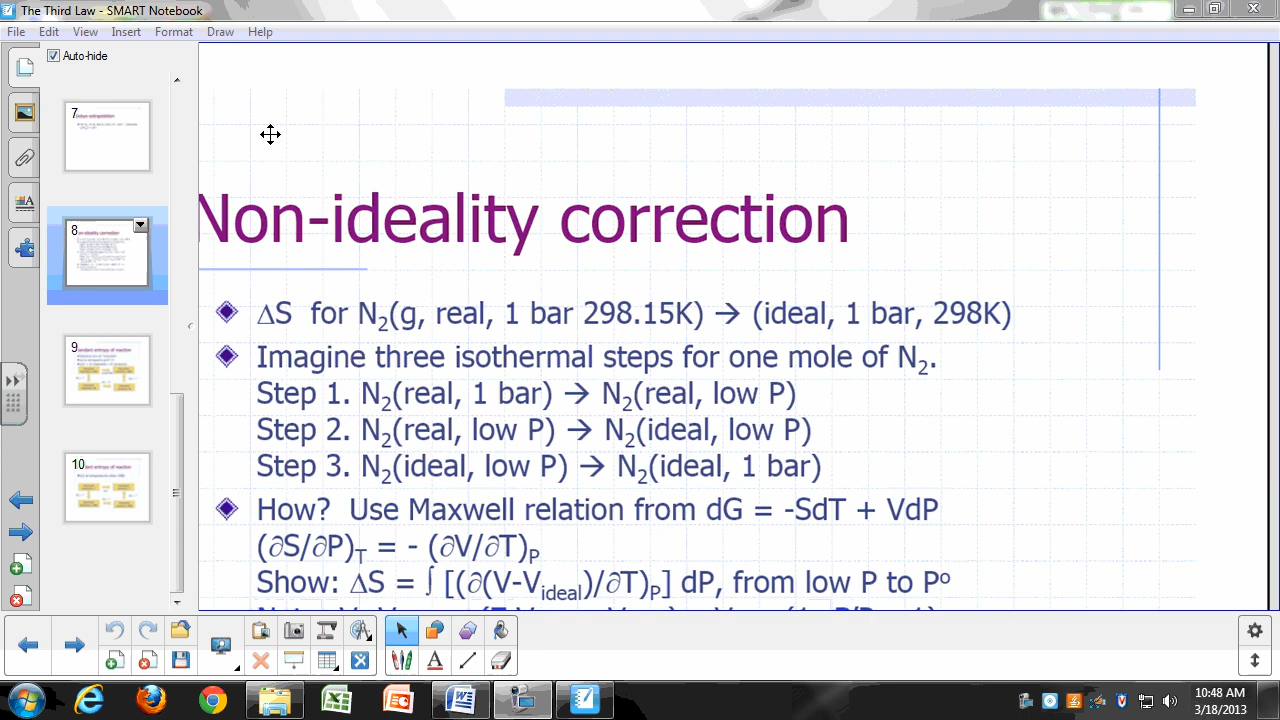 The Third Law - SMART Notebook
File Edit View Insert Format Draw Help
Auto-hide
7
8
9
10
Non-ideality correction
∆S for N₂(g, real, 1 bar 298.15K) → (ideal, 1 bar, 298K)
Imagine three isothermal steps for one mole of N₂.
Step 1. N₂(real, 1 bar) → N₂(real, low P)
Step 2. N₂(real, low P) → N₂(ideal, low P)
Step 3. N₂(ideal, low P) → N₂(ideal, 1 bar)
How? Use Maxwell relation from dG = -SdT + VdP
(∂S/∂P)T = - (∂V/∂T)P
Show: ∆S = ∫ [(∂(V-Videal)/∂T)P] dP, from low P to Pº
10:48 AM
3/18/2013